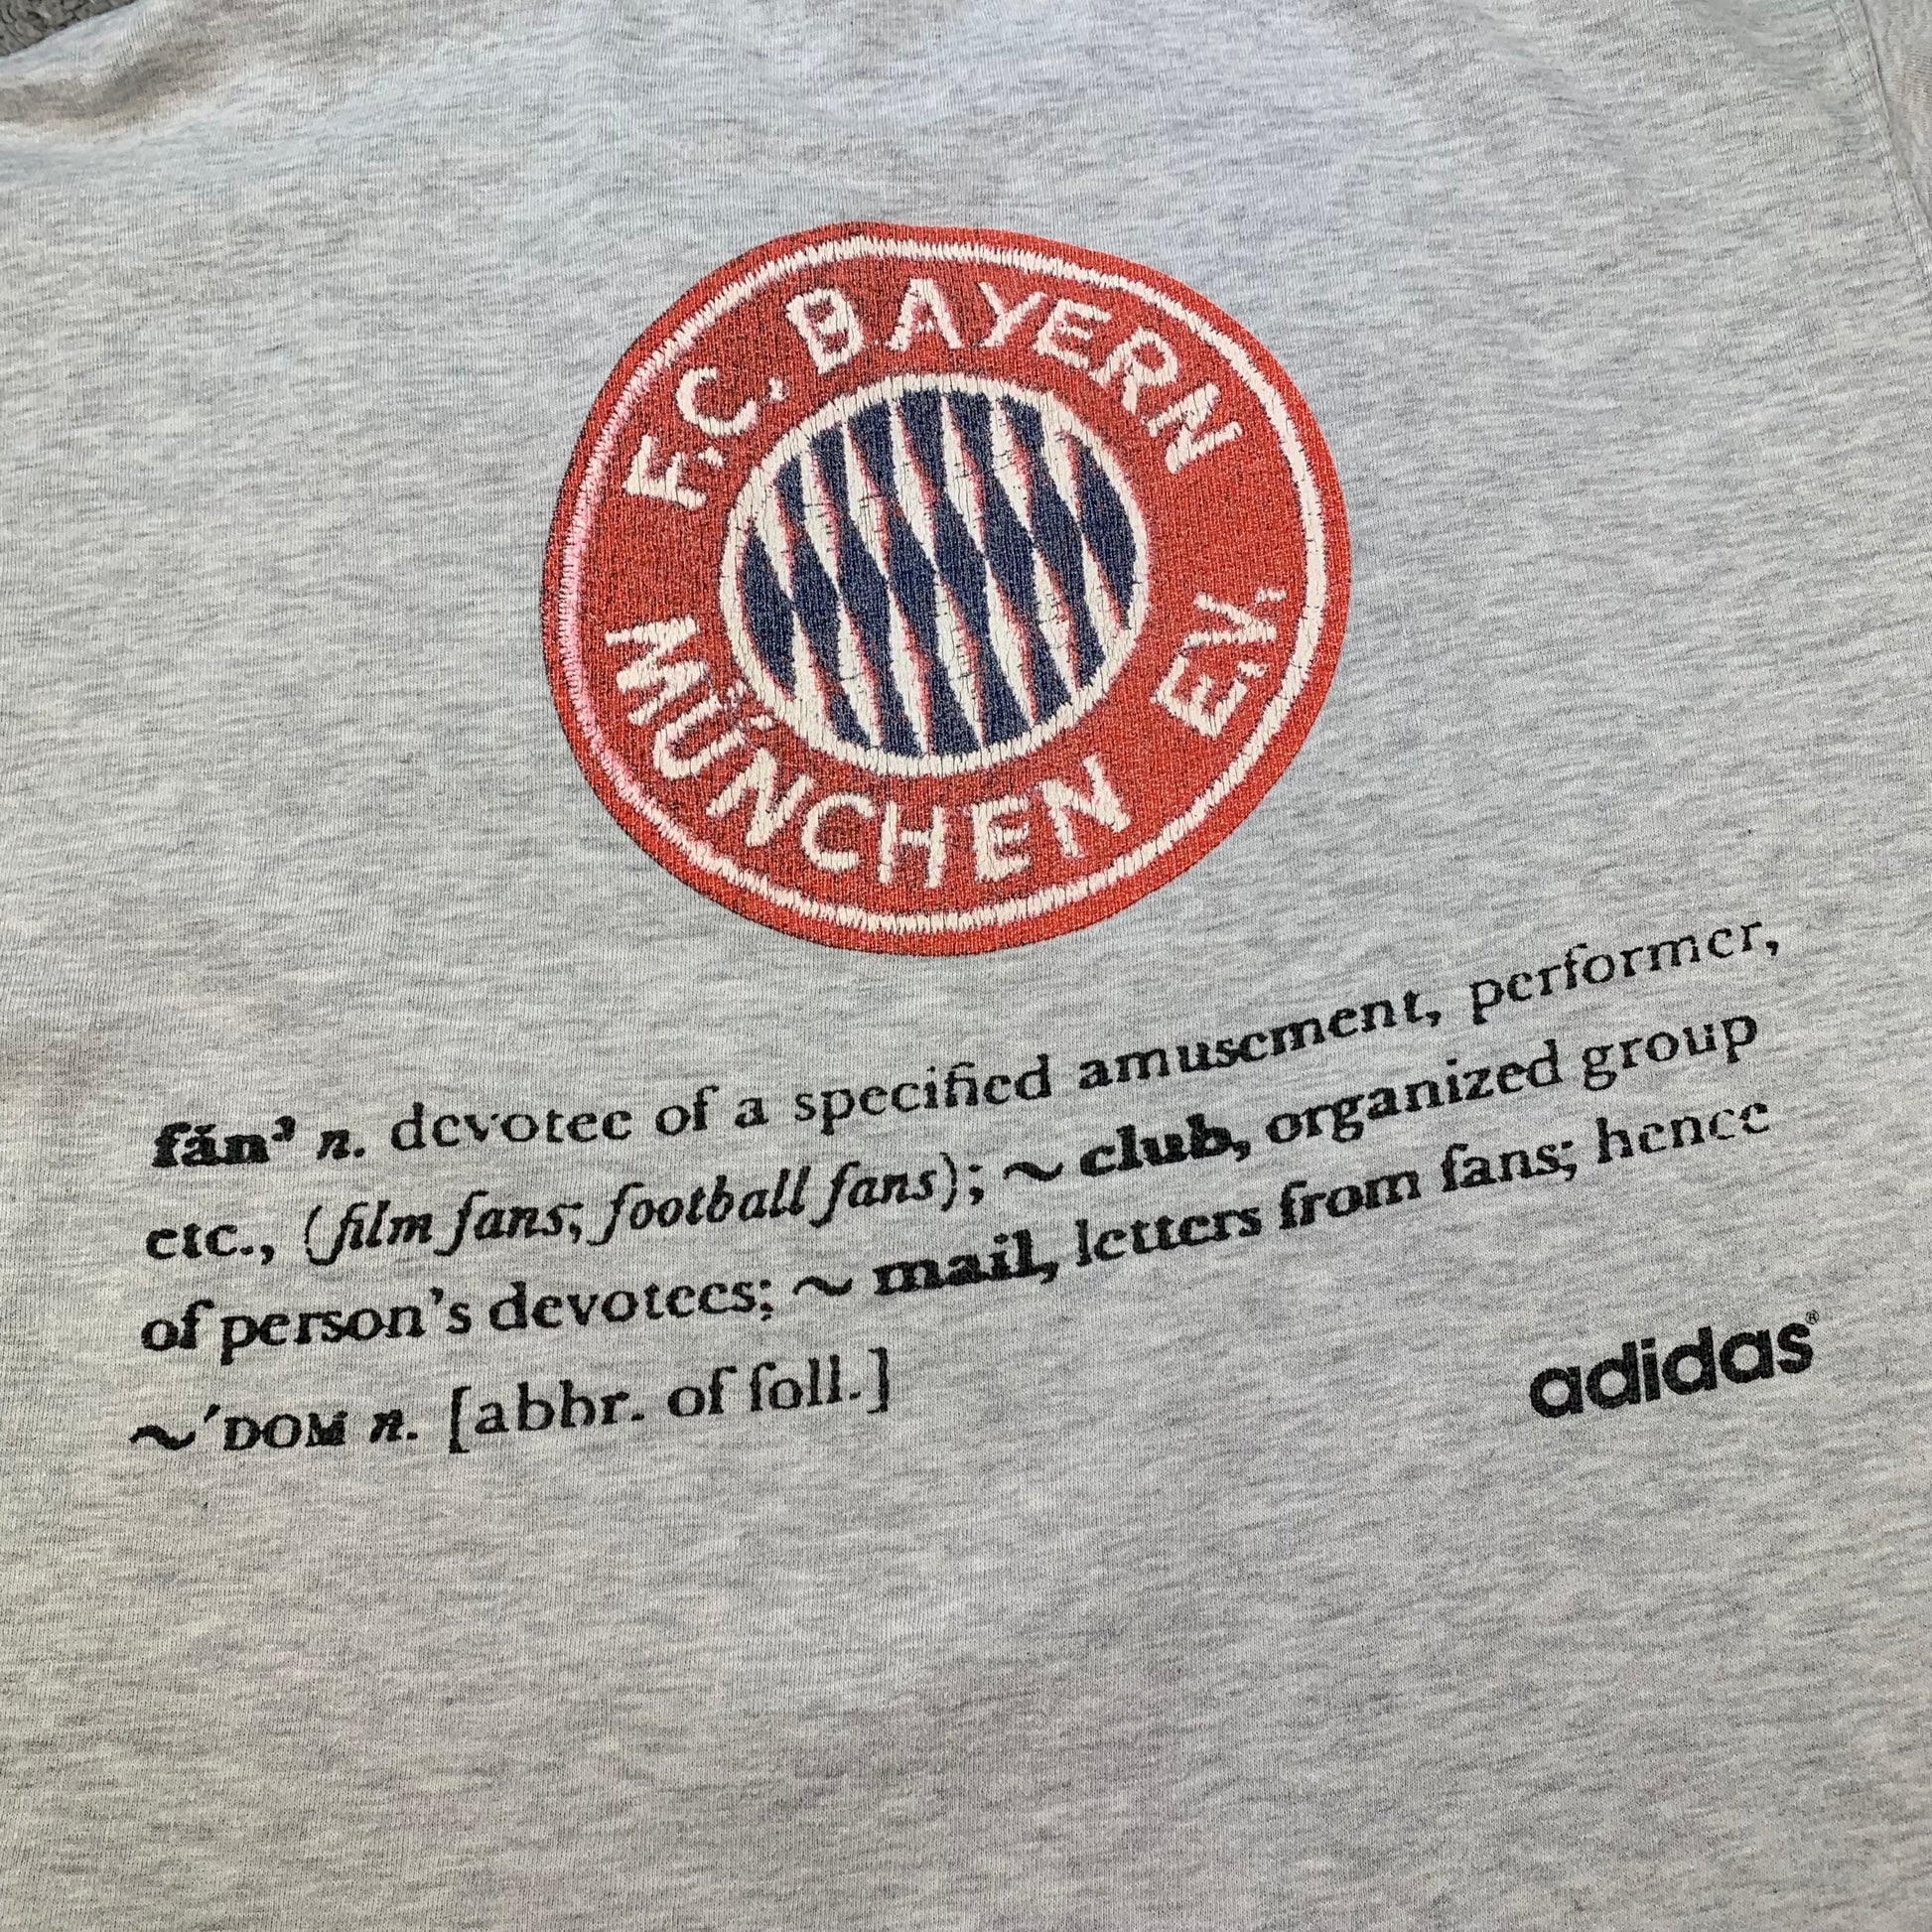 F.C. BAYERN
MÜNCHEN E.V.
făn³ n. devotee of a specified amusement, performer,
etc., (film fans; football fans); ~ club, organized group
of person's devotees; ~ mail, letters from fans; hence
~'DOM n. [abbr. of foll.]
adidas®